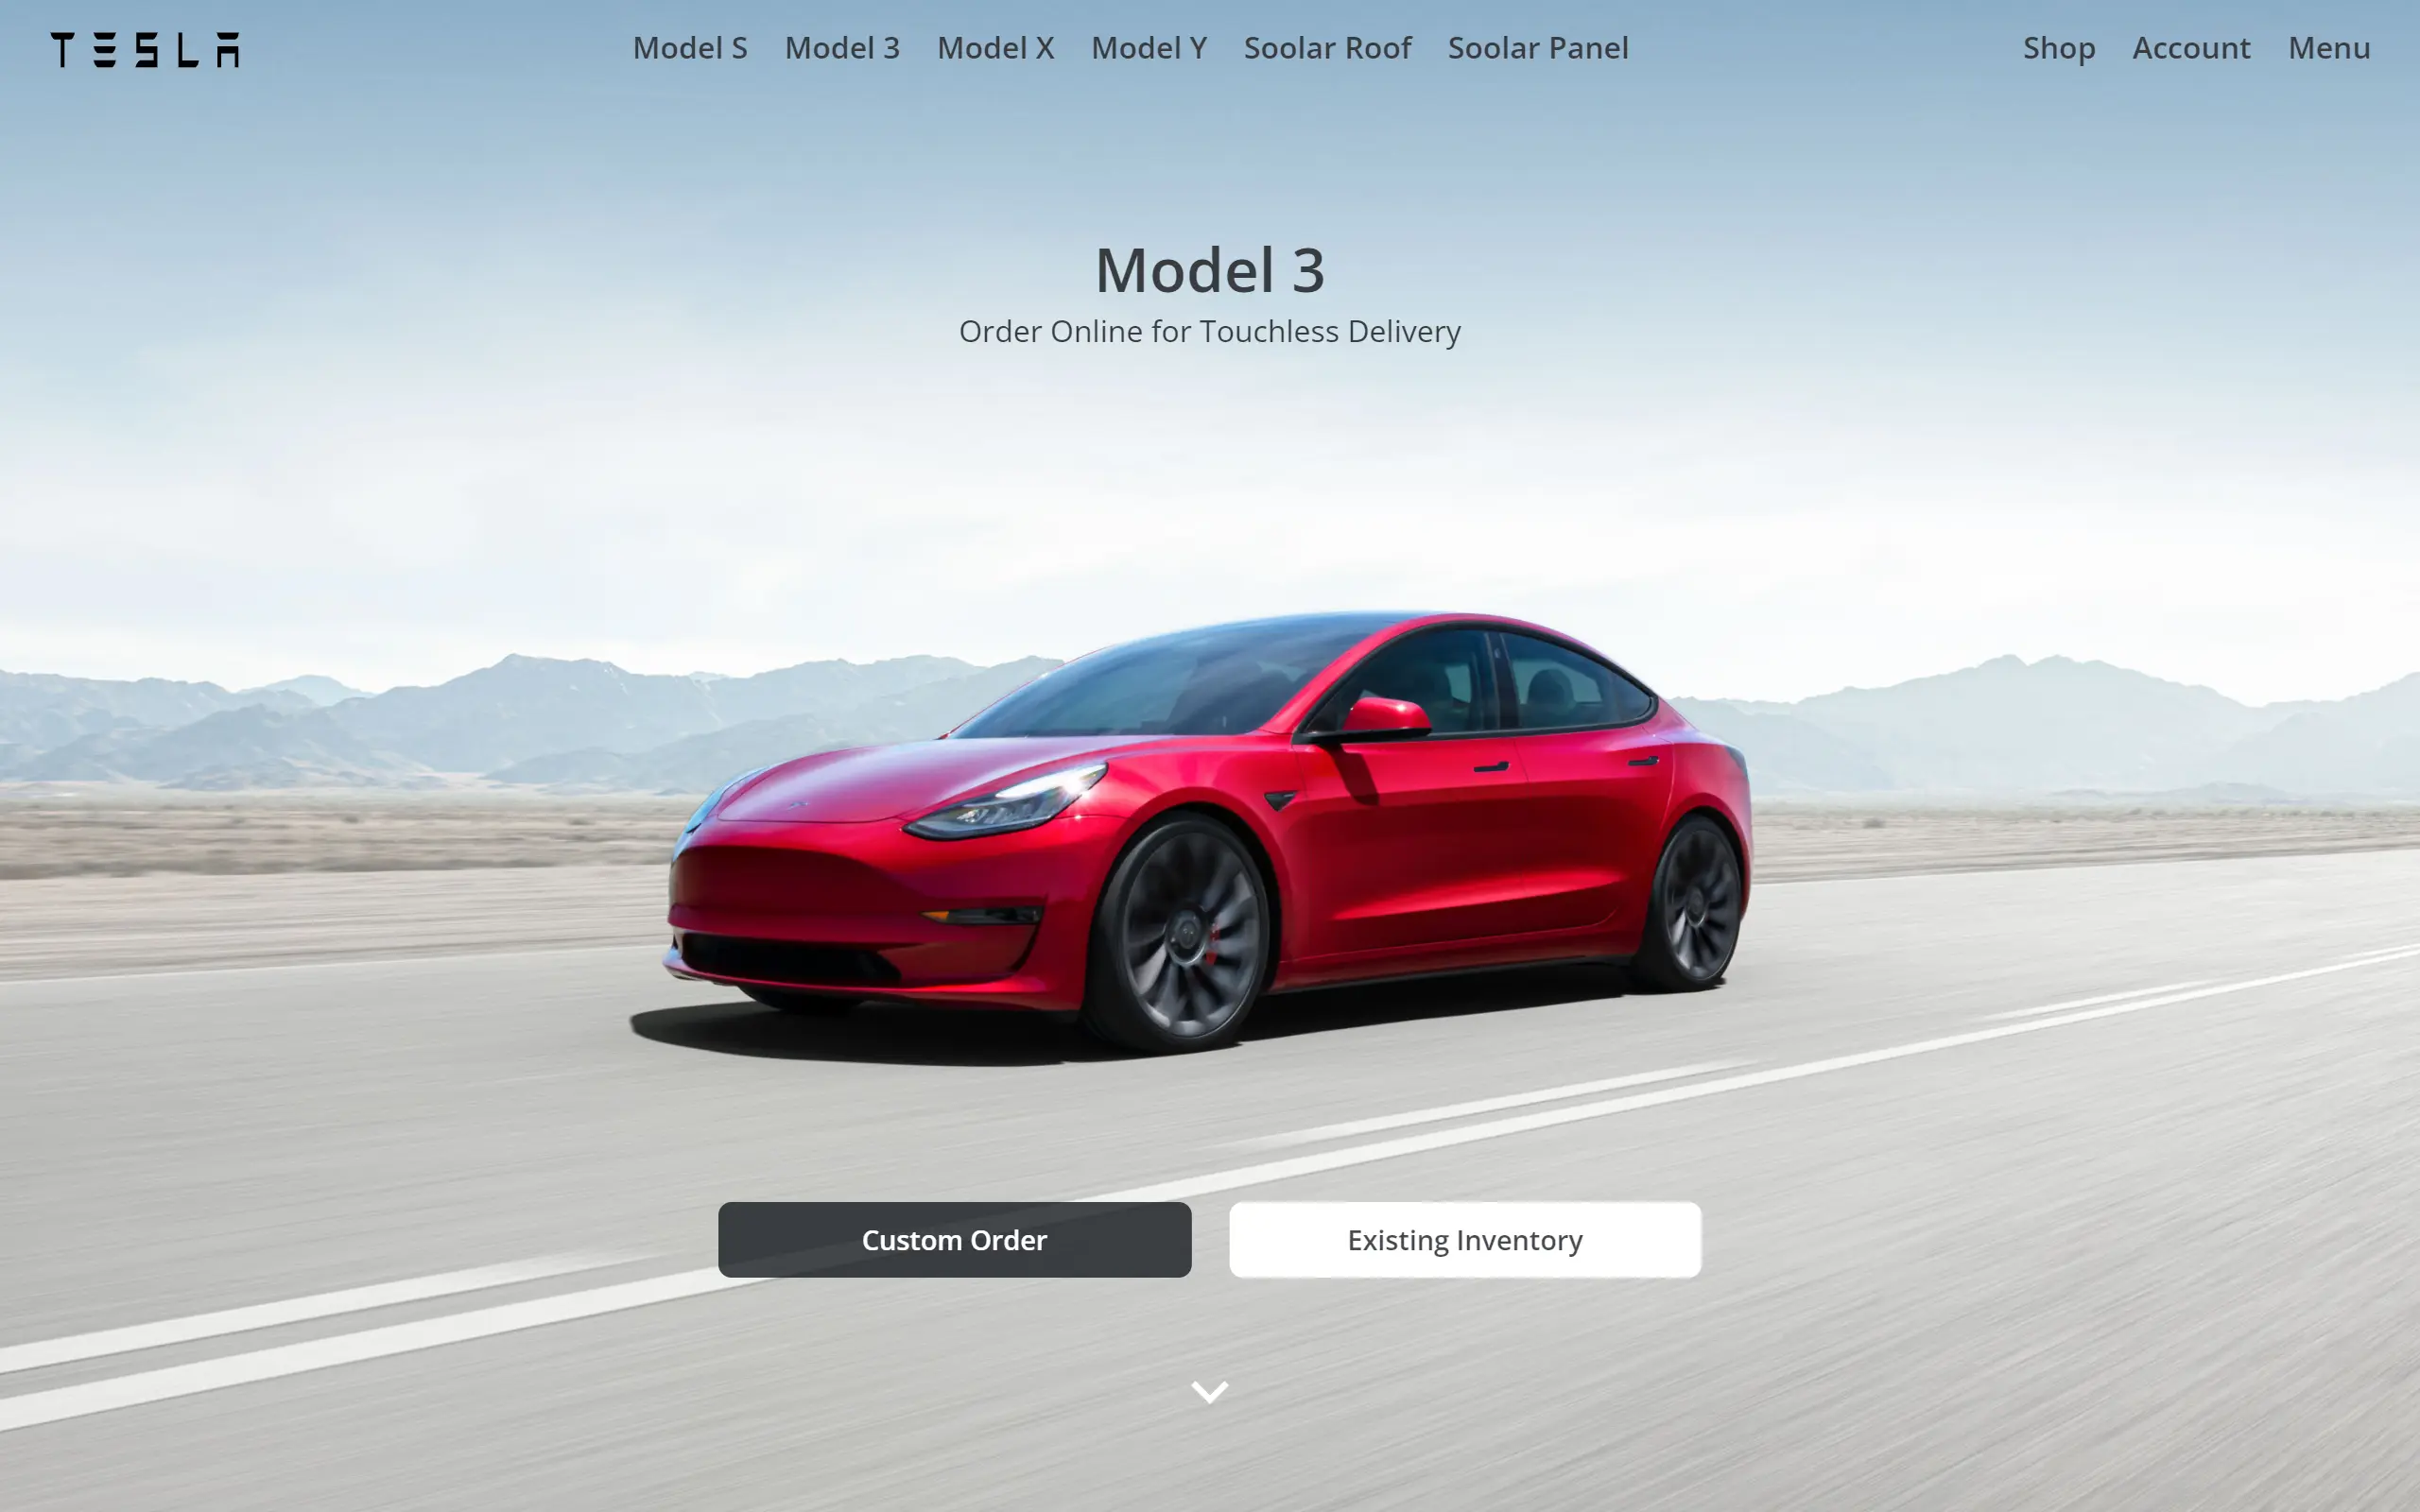 TESLA
Model S Model 3 Model X Model Y Soolar Roof Soolar Panel
Shop Account Menu
Model 3
Order Online for Touchless Delivery
Custom Order
Existing Inventory